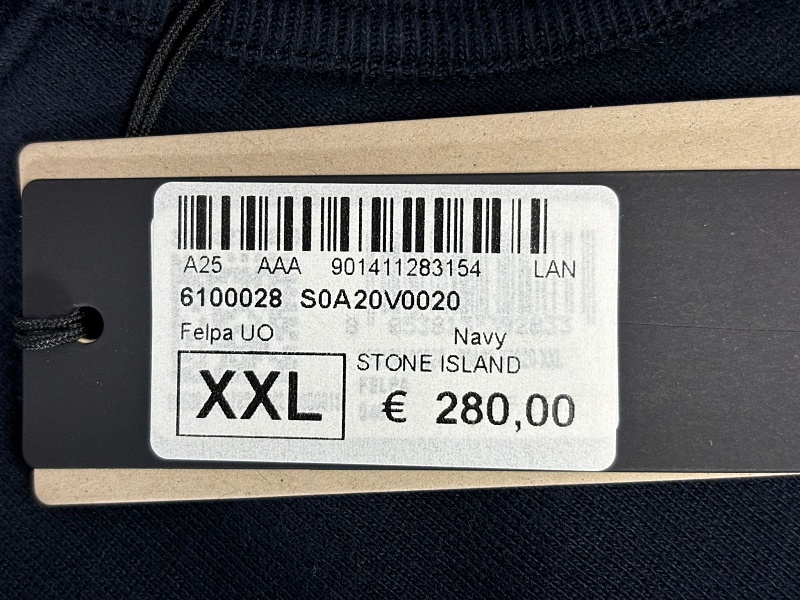 A25 AAA 901411283154 LAN
6100028 S0A20V0020
Felpa UO Navy
STONE ISLAND
XXL € 280,00